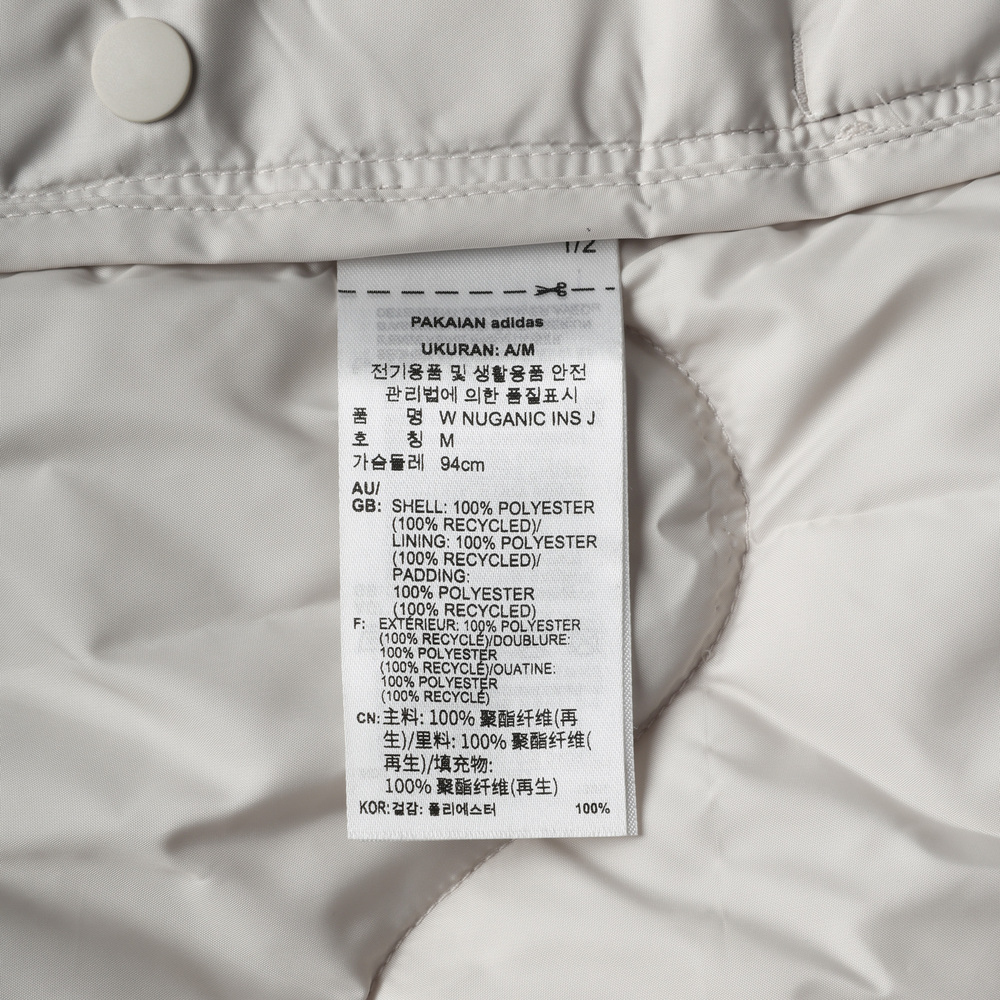 1/2
PAKAIAN adidas
UKURAN: A/M
전기용품 및 생활용품 안전
관리법에 의한 품질표시
품 명 W NUGANIC INS J
호 칭 M
가슴둘레 94cm
AU/
GB: SHELL: 100% POLYESTER
(100% RECYCLED)/
LINING: 100% POLYESTER
(100% RECYCLED)/
PADDING:
100% POLYESTER
(100% RECYCLED)
F: EXTÉRIEUR: 100% POLYESTER
(100% RECYCLÉ)/DOUBLURE:
100% POLYESTER
(100% RECYCLÉ)/OUATINE:
100% POLYESTER
(100% RECYCLÉ)
CN: 主料: 100% 聚酯纤维(再
生)/里料: 100% 聚酯纤维(
再生)/填充物:
100% 聚酯纤维(再生)
KOR: 겉감: 폴리에스터 100%